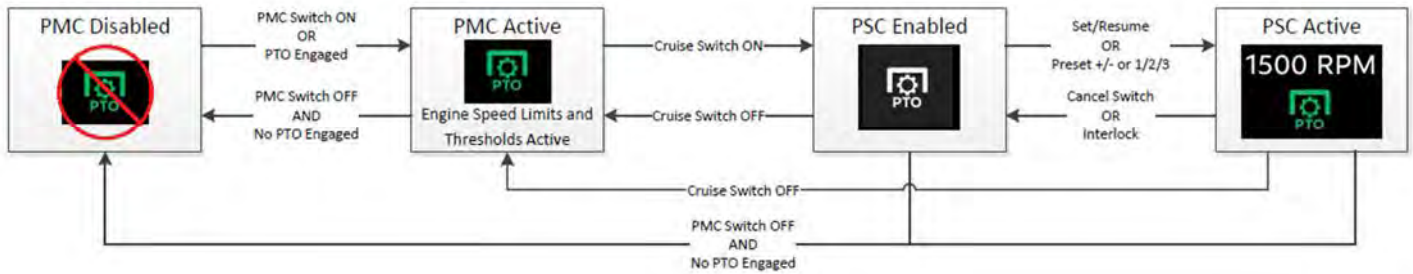 PMC Disabled
PTO
PMC Switch ON
OR
PTO Engaged
PMC Switch OFF
AND
No PTO Engaged
PMC Active
PTO
Engine Speed Limits and
Thresholds Active
Cruise Switch ON
Cruise Switch OFF
PSC Enabled
PTO
Set/Resume
OR
Preset +/- or 1/2/3
Cancel Switch
OR
Interlock
PSC Active
1500 RPM
PTO
Cruise Switch OFF
PMC Switch OFF
AND
No PTO Engaged